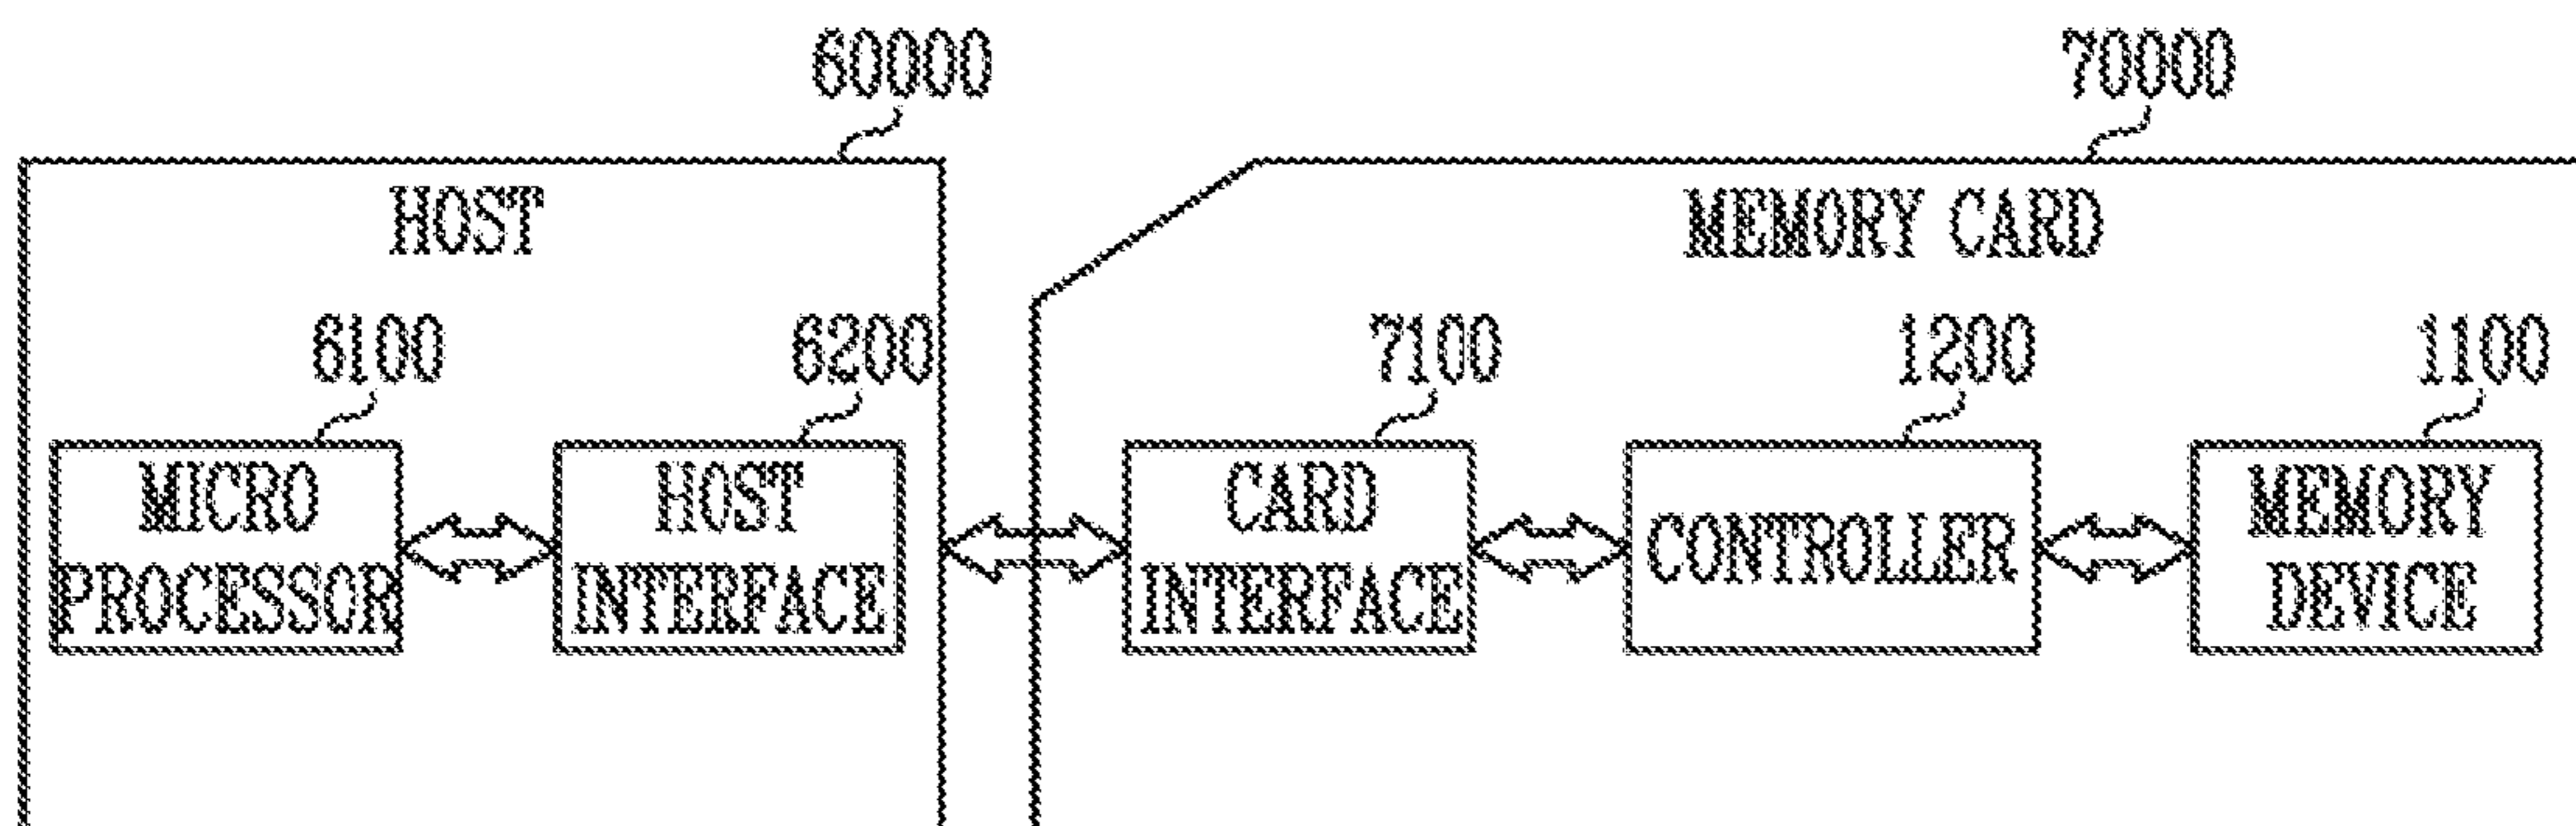 60000
70000
HOST
MEMORY CARD
6100
6200
7100
1200
1100
MICRO
PROCESSOR
HOST
INTERFACE
CARD
INTERFACE
CONTROLLER
MEMORY
DEVICE